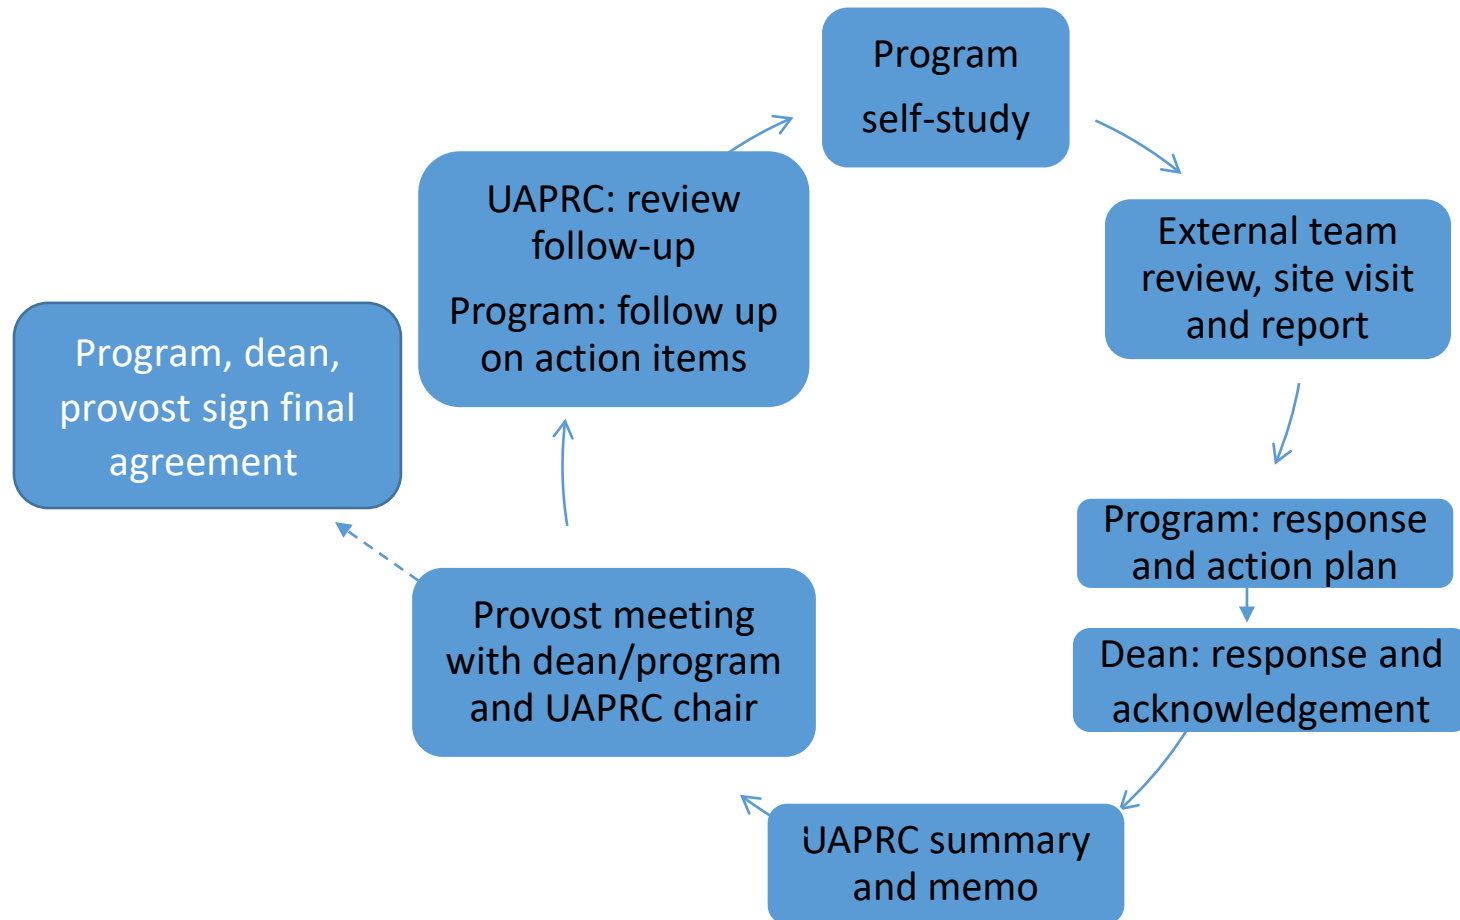 Program
self-study
External team
review, site visit
and report
Program: response
and action plan
Dean: response and
acknowledgement
UAPRC summary
and memo
Provost meeting
with dean/program
and UAPRC chair
Program, dean,
provost sign final
agreement
UAPRC: review
follow-up
Program: follow up
on action items